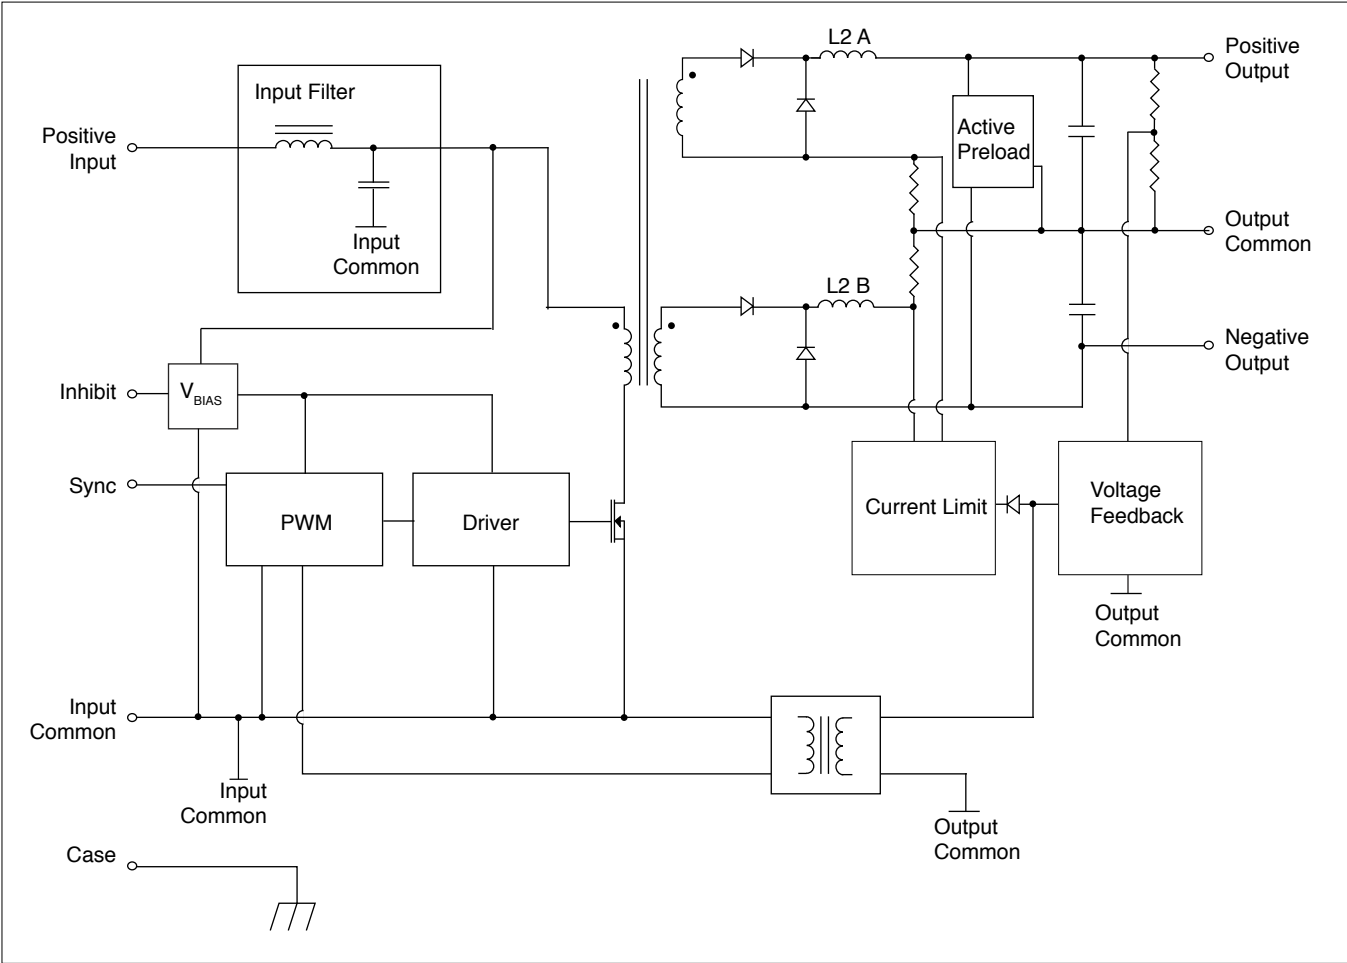 L2 A
Positive
Output
Input Filter
Active
Preload
Positive
Input
Output
Common
Input
Common
L2 B
Negative
Output
Inhibit
VBIAS
Sync
PWM
Driver
Current Limit
Voltage
Feedback
Output
Common
Input
Common
Input
Common
Output
Common
Case